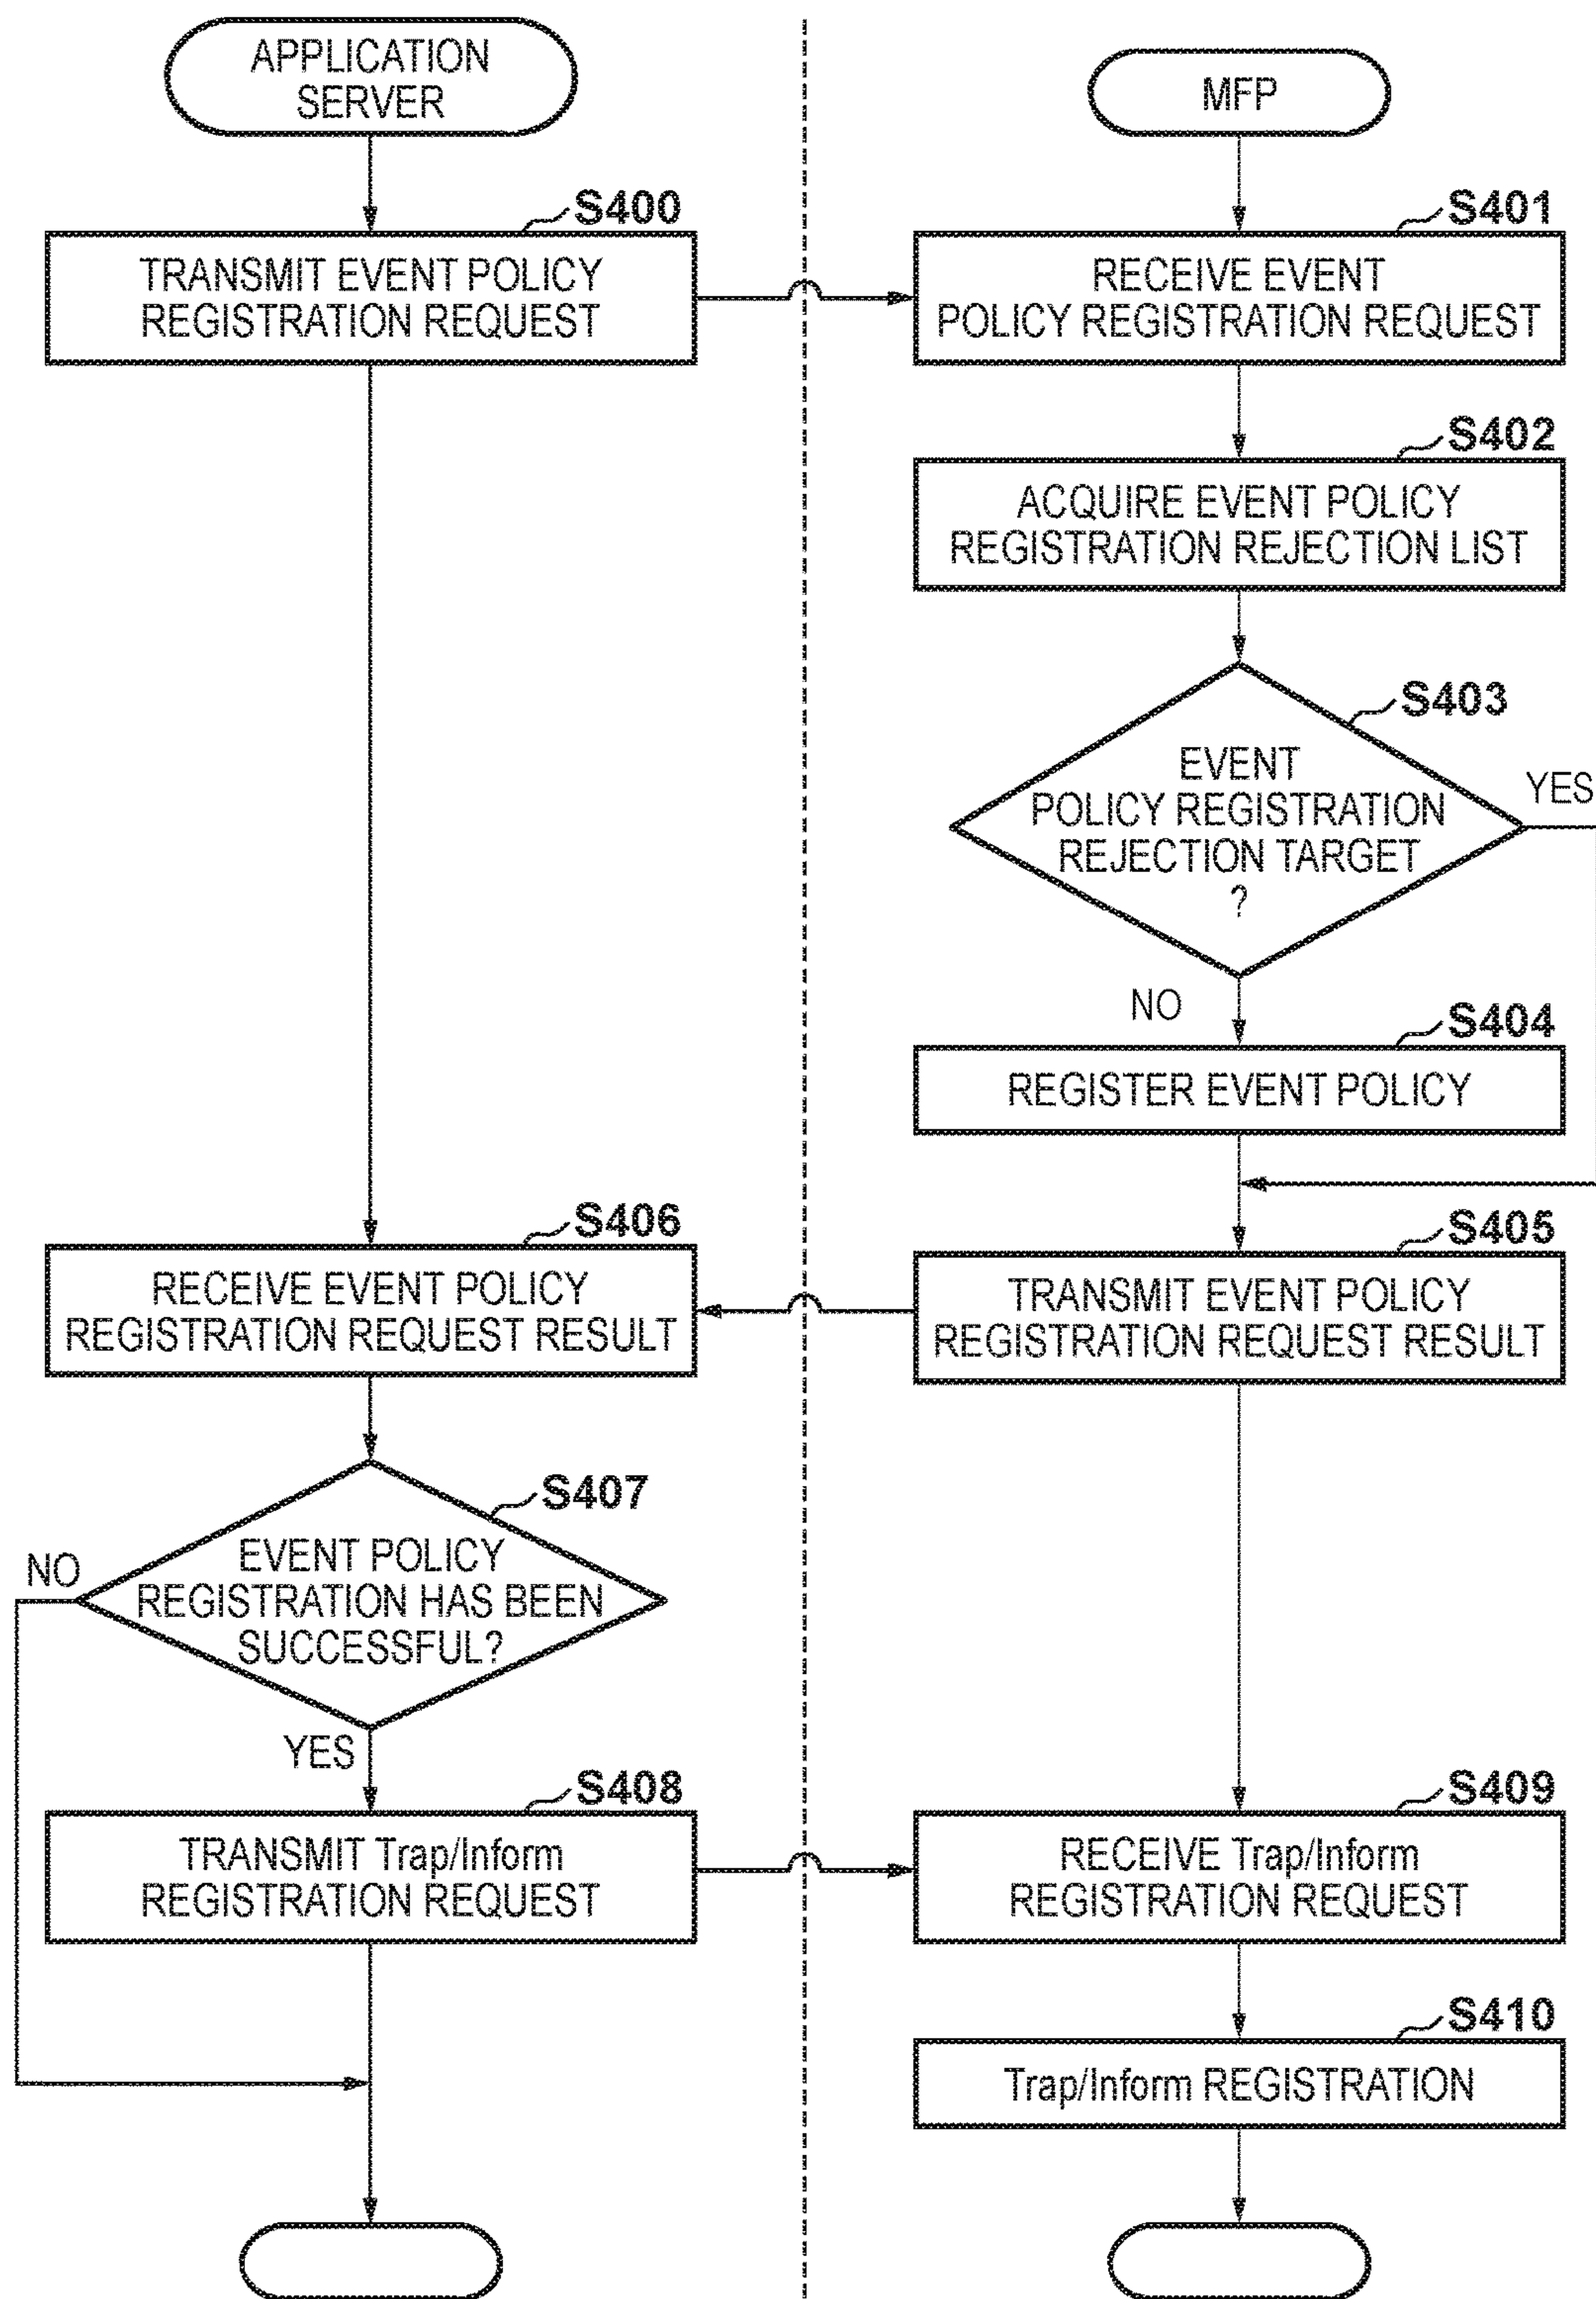 APPLICATION
SERVER
MFP
S400
TRANSMIT EVENT POLICY
REGISTRATION REQUEST
S401
RECEIVE EVENT
POLICY REGISTRATION REQUEST
S402
ACQUIRE EVENT POLICY
REGISTRATION REJECTION LIST
S403
EVENT
POLICY REGISTRATION
REJECTION TARGET
?
YES
NO
S404
REGISTER EVENT POLICY
S406
RECEIVE EVENT POLICY
REGISTRATION REQUEST RESULT
S405
TRANSMIT EVENT POLICY
REGISTRATION REQUEST RESULT
S407
EVENT POLICY
REGISTRATION HAS BEEN
SUCCESSFUL?
NO
YES
S408
TRANSMIT Trap/Inform
REGISTRATION REQUEST
S409
RECEIVE Trap/Inform
REGISTRATION REQUEST
S410
Trap/Inform REGISTRATION